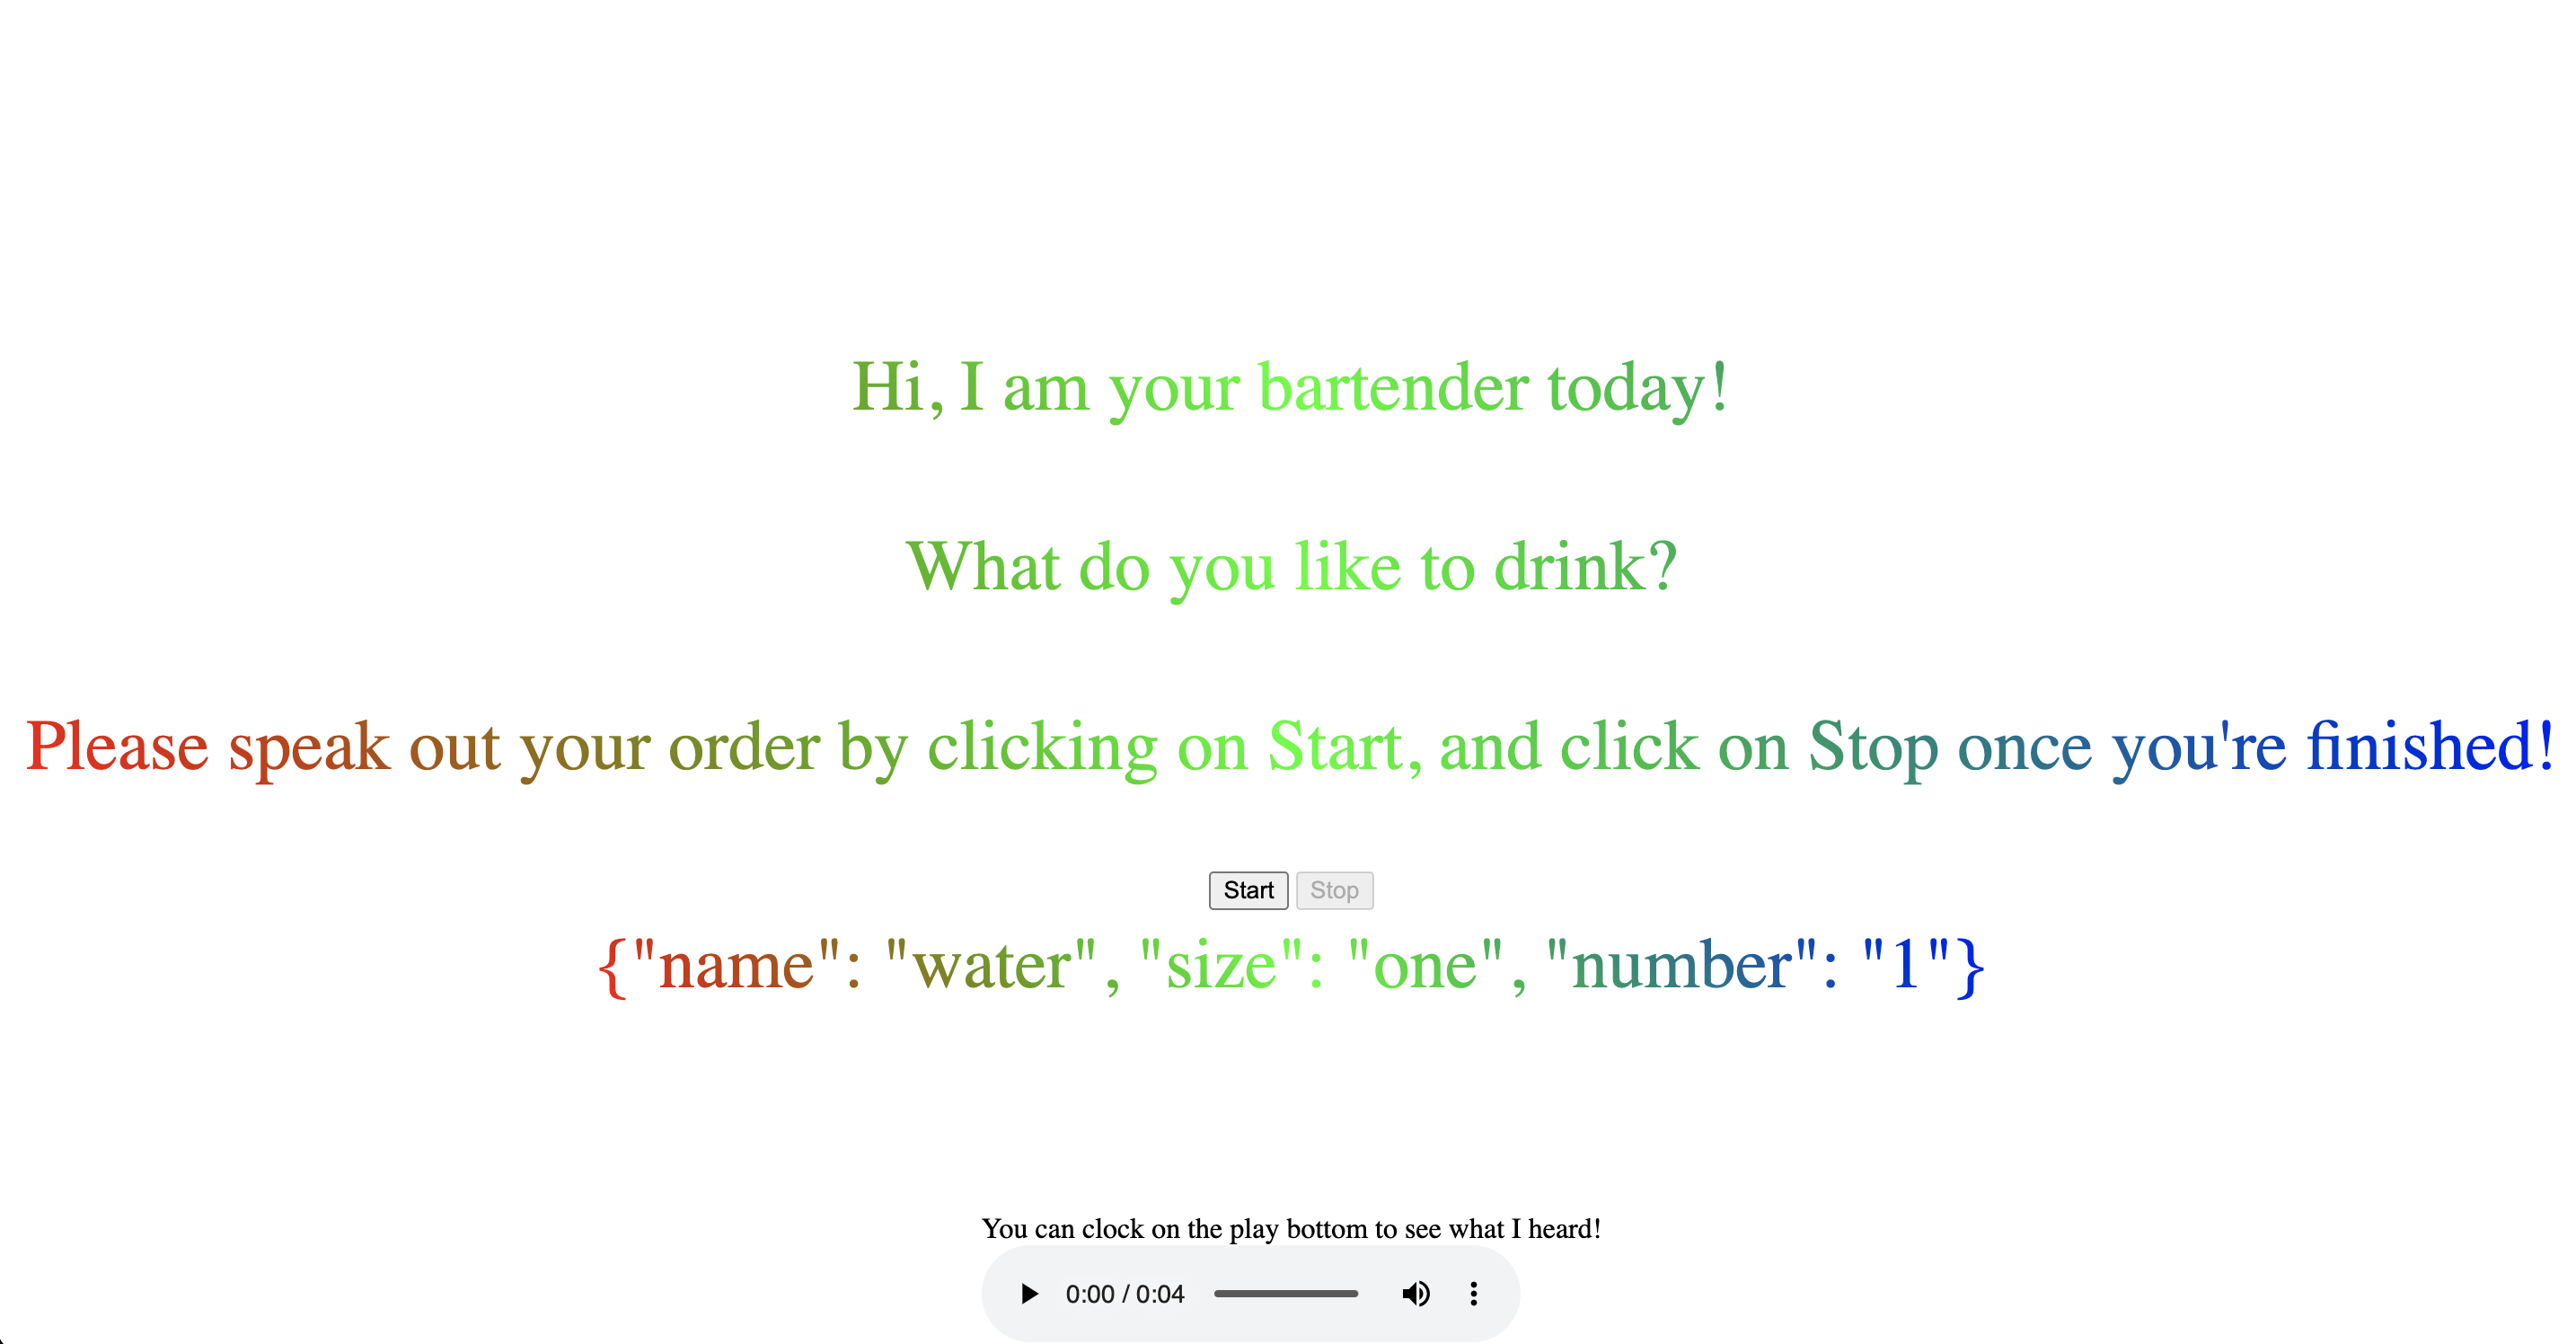 Hi, I am your bartender today!
What do you like to drink?
Please speak out your order by clicking on Start, and click on Stop once you're finished!
Start Stop
{"name": "water", "size": "one", "number": "1"}
You can clock on the play bottom to see what I heard!
0:00 / 0:04